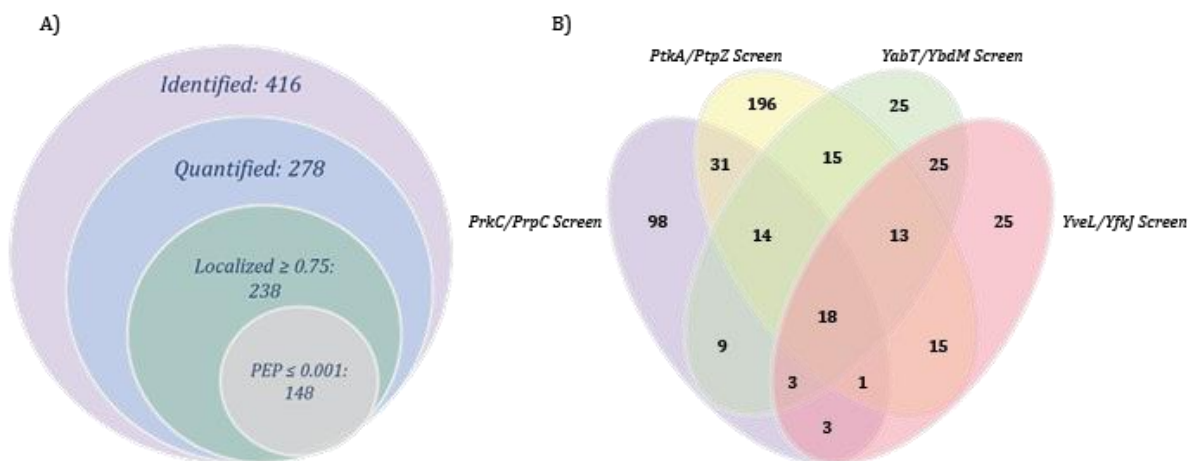 A)
B)
Identified: 416
Quantified: 278
Localized ≥ 0.75:
238
PEP ≤ 0.001:
148
PtkA/PtpZ Screen
YabT/YbdM Screen
PrkC/PrpC Screen
YveL/YfkJ Screen
196
25
31
15
25
98
14
13
25
18
9
15
3
1
3